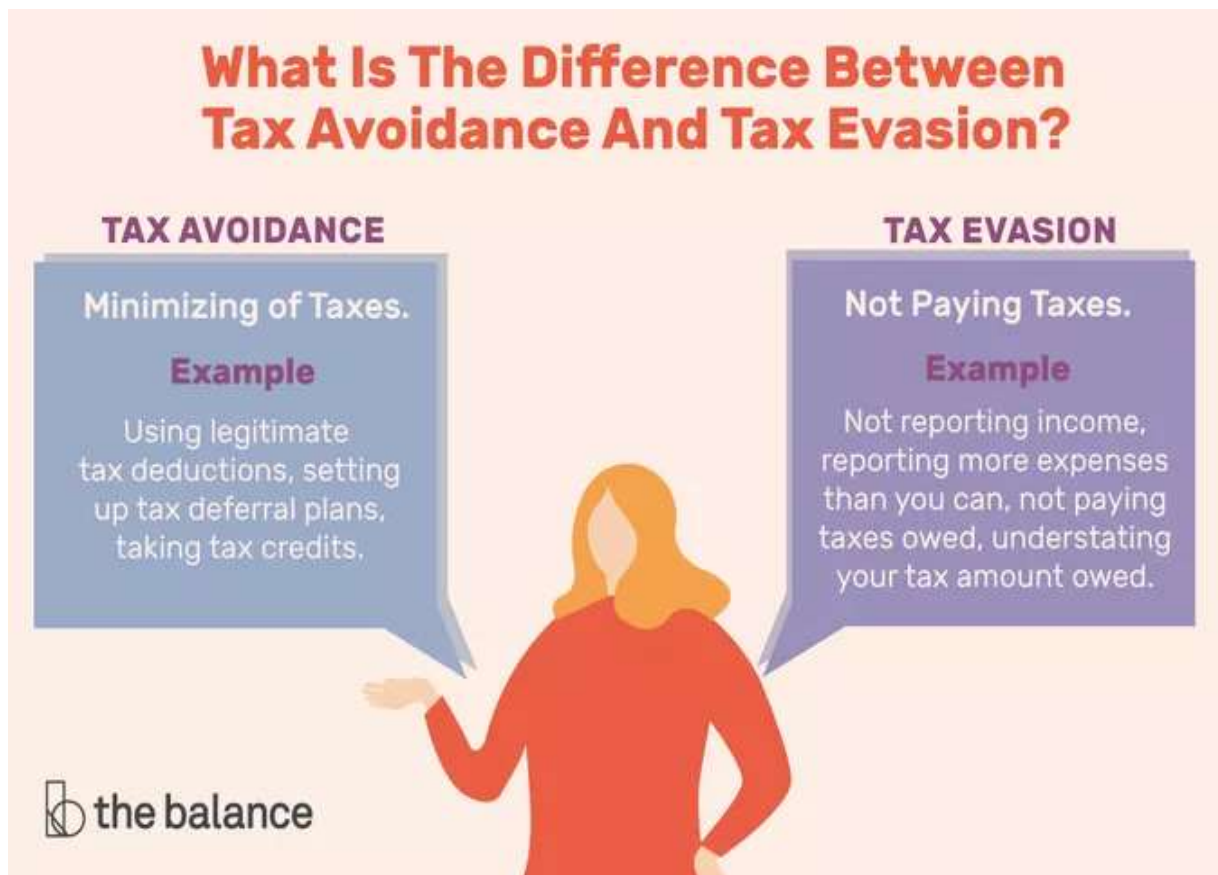 What Is The Difference Between
Tax Avoidance And Tax Evasion?
TAX AVOIDANCE
Minimizing of Taxes.
Example
Using legitimate
tax deductions, setting
up tax deferral plans,
taking tax credits.
TAX EVASION
Not Paying Taxes.
Example
Not reporting income,
reporting more expenses
than you can, not paying
taxes owed, understating
your tax amount owed.
the balance